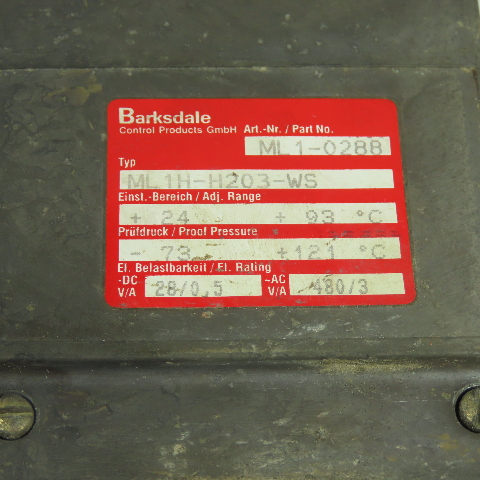 Barksdale
Control Products GmbH Art.-Nr. / Part No.
ML1-0288
Typ
ML1H-H203-WS
Einst.-Bereich / Adj. Range
+ 24 + 93 °C
Prüfdruck / Proof Pressure
- 73 +121 °C
El. Belastbarkeit / El. Rating
-DC V/A 28/0,5 ~AC V/A 480/3